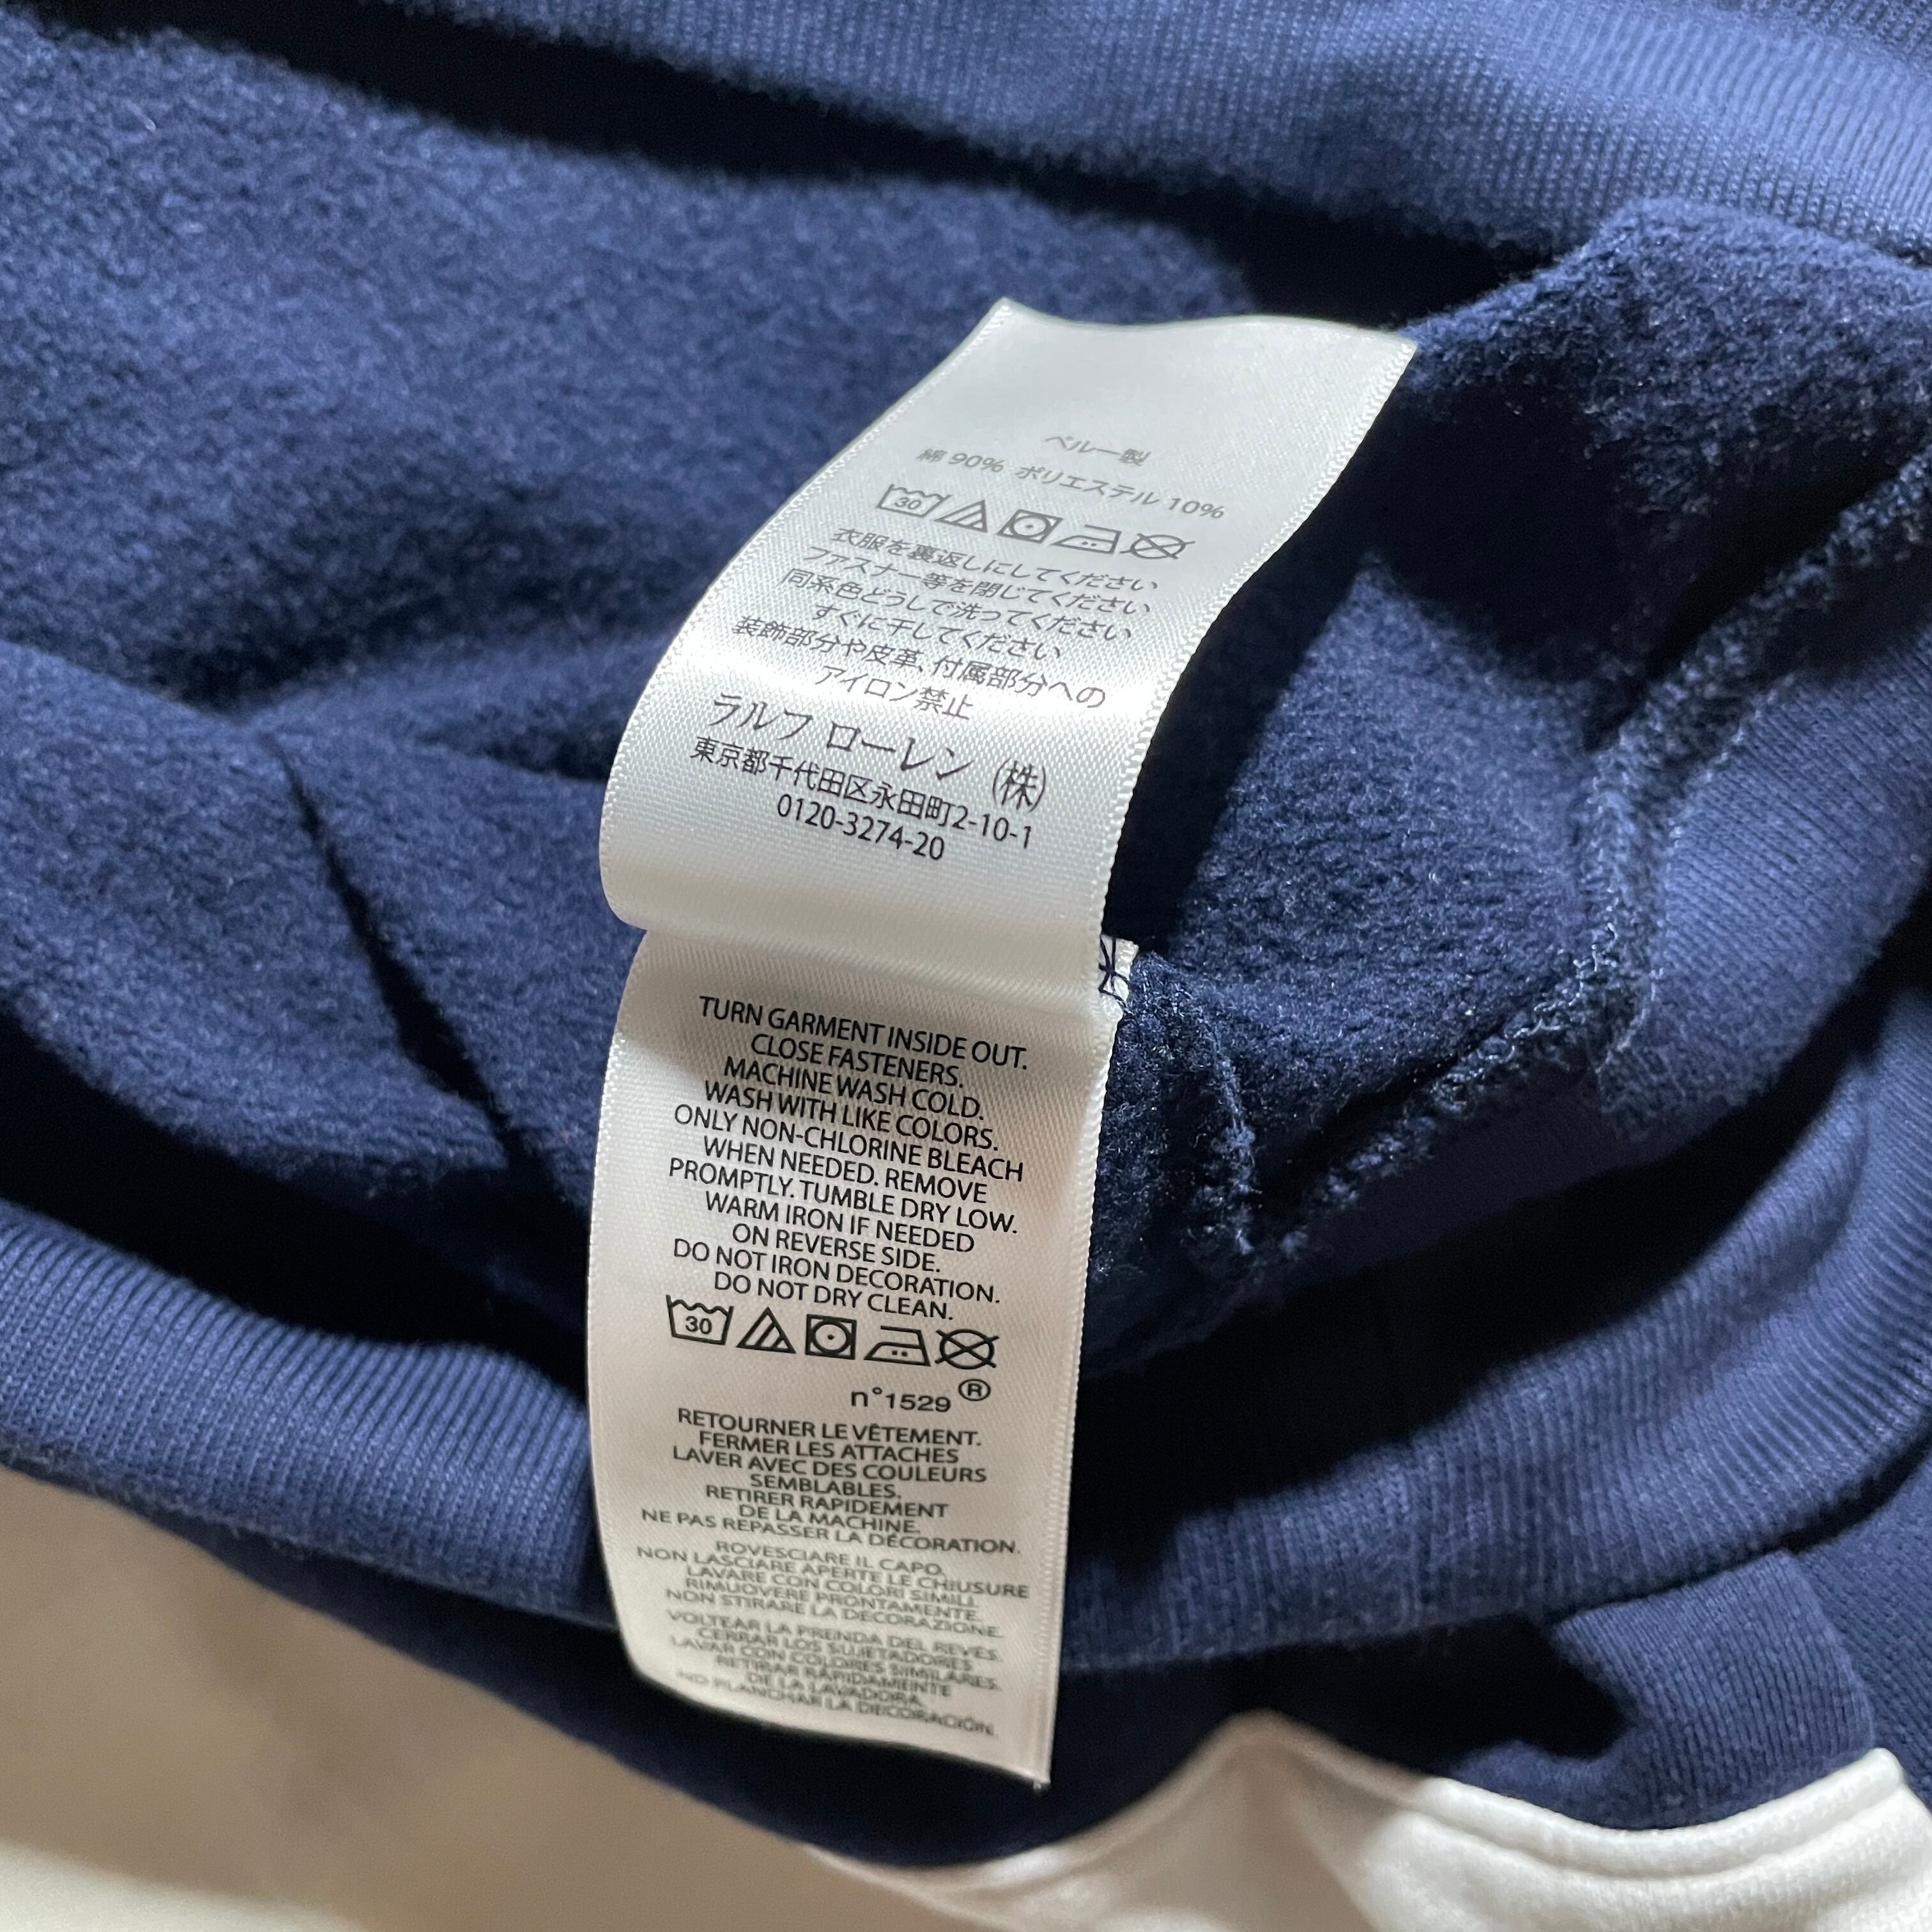 ペルー製
綿 90% ポリエステル 10%
30
衣服を裏返しにしてください
ファスナー等を閉じてください
同系色どうしで洗ってください
すぐに干してください
装飾部分や皮革、付属部分への
アイロン禁止
ラルフ ローレン (株)
東京都千代田区永田町2-10-1
0120-3274-20
TURN GARMENT INSIDE OUT.
CLOSE FASTENERS.
MACHINE WASH COLD.
WASH WITH LIKE COLORS.
ONLY NON-CHLORINE BLEACH
WHEN NEEDED. REMOVE
PROMPTLY. TUMBLE DRY LOW.
WARM IRON IF NEEDED
ON REVERSE SIDE.
DO NOT IRON DECORATION.
DO NOT DRY CLEAN.
30
n°1529 ®
RETOURNER LE VÊTEMENT.
FERMER LES ATTACHES
LAVER AVEC DES COULEURS
SEMBLABLES.
RETIRER RAPIDEMENT
DE LA MACHINE.
NE PAS REPASSER LA DÉCORATION.
ROVESCIARE IL CAPO.
NON LASCIARE APERTE LE CHIUSURE
LAVARE CON COLORI SIMILI.
RIMUOVERE PRONTAMENTE.
NON STIRARE LA DECORAZIONE.
VOLTEAR LA PRENDA DEL REVÉS.
CERRAR LOS SUJETADORES
LAVAR CON COLORES SIMILARES.
RETIRAR RÁPIDAMENTE
DE LA LAVADORA.
NO PLANCHAR LA DECORACIÓN.